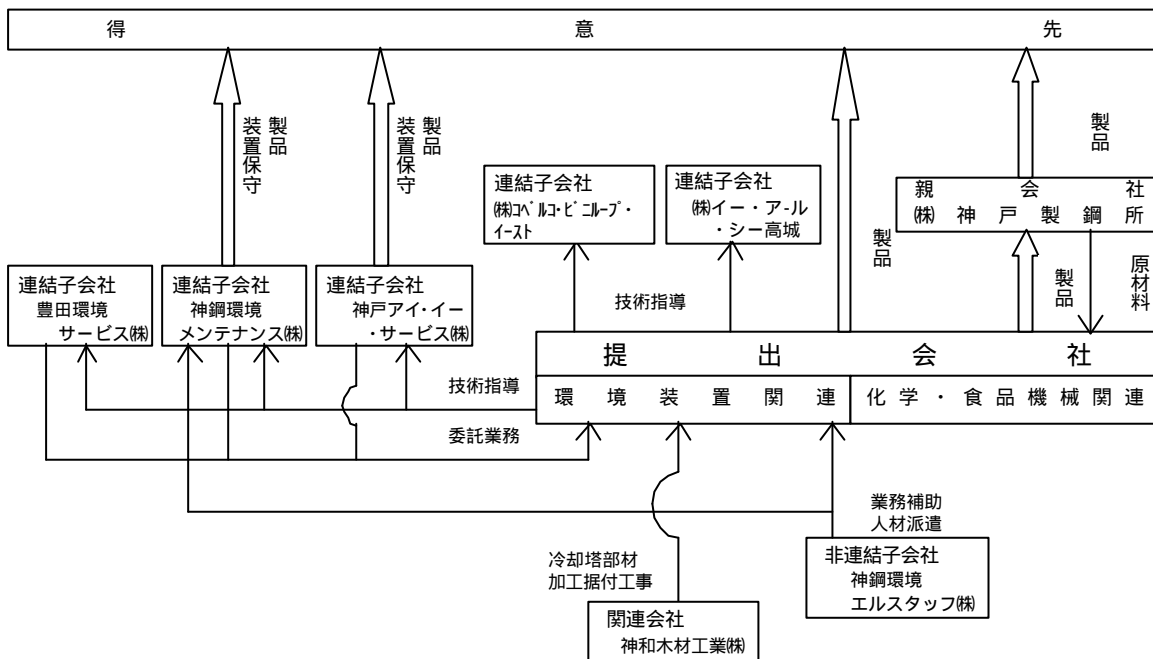 得意先
製品
装置保守
製品
装置保守
製品
製品
連結子会社
㈱コベルコ・ビニループ・
イースト
連結子会社
㈱イー・アール
・シー高城
親会社
㈱神戸製鋼所
連結子会社
豊田環境
サービス㈱
連結子会社
神鋼環境
メンテナンス㈱
連結子会社
神戸アイ・イー
・サービス㈱
技術指導
製品
原材料
提出会社
環境装置関連
化学・食品機械関連
技術指導
委託業務
業務補助
人材派遣
冷却塔部材
加工据付工事
非連結子会社
神鋼環境
エルスタッフ㈱
関連会社
神和木材工業㈱